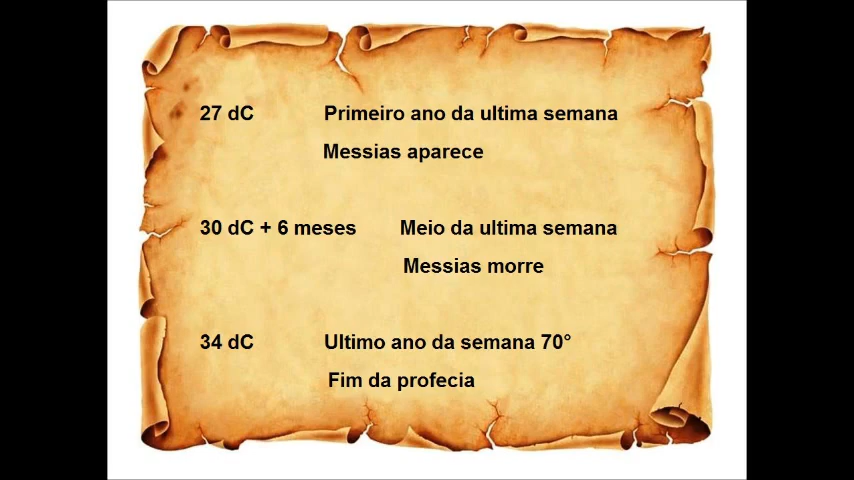 27 dC Primeiro ano da ultima semana
Messias aparece
30 dC + 6 meses Meio da ultima semana
Messias morre
34 dC Ultimo ano da semana 70°
Fim da profecia